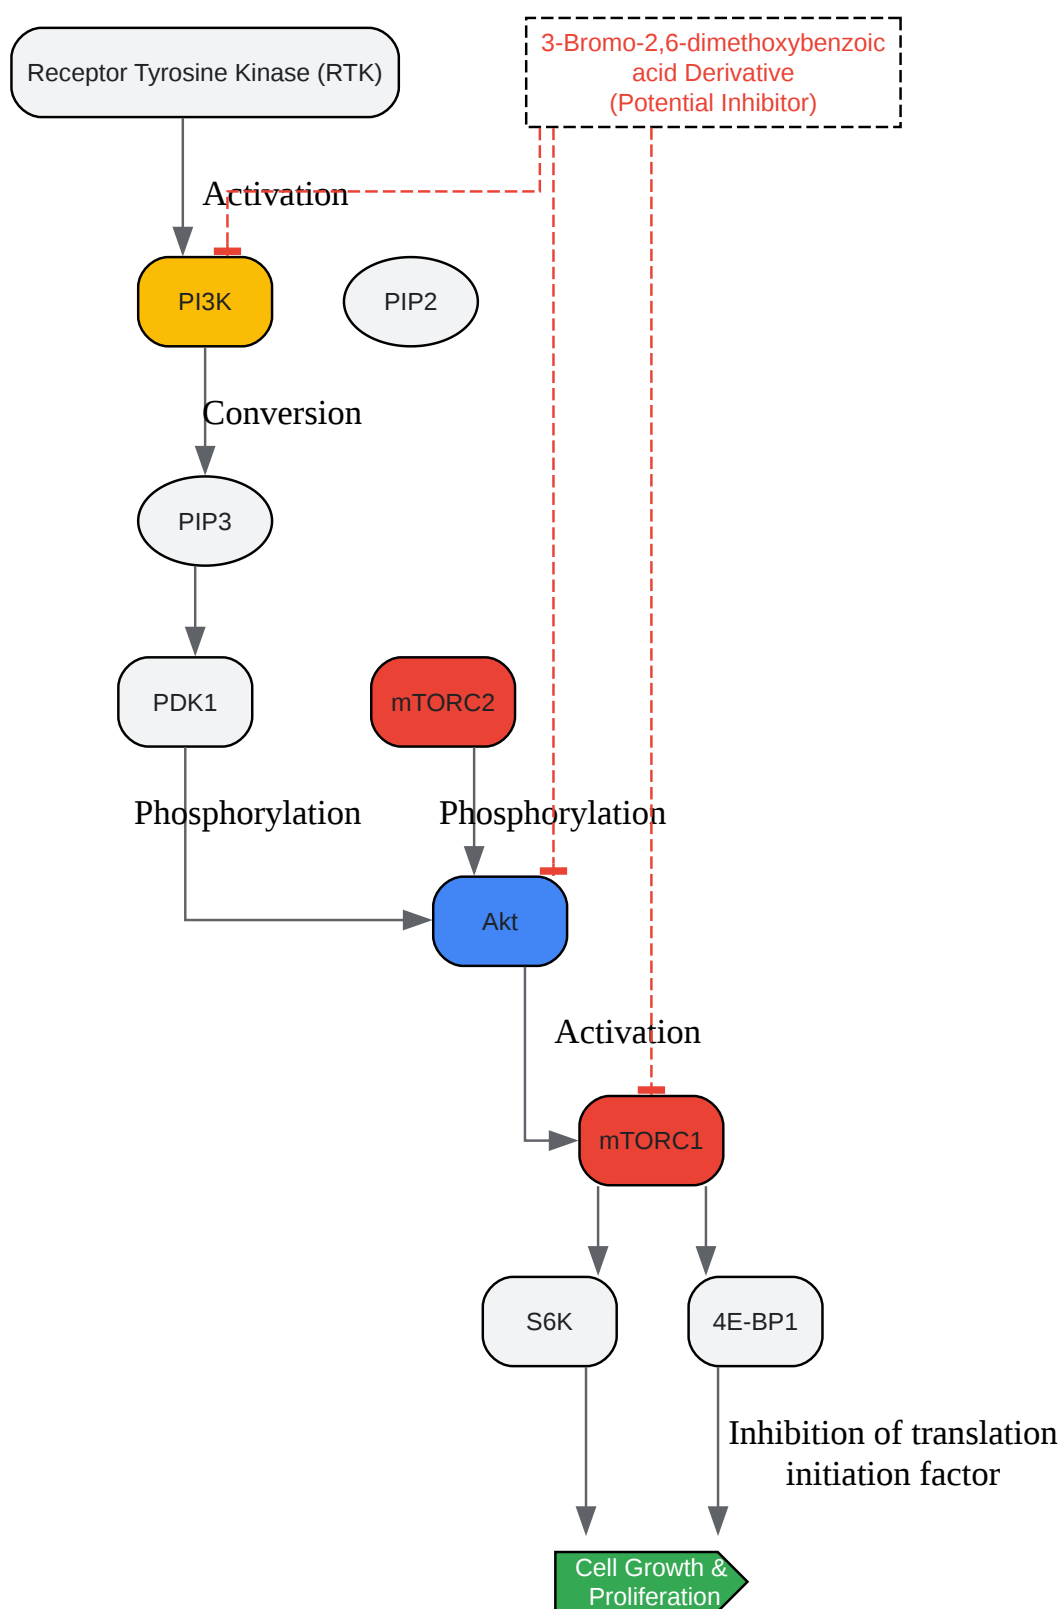 Receptor Tyrosine Kinase (RTK)
3-Bromo-2,6-dimethoxybenzoic
acid Derivative
(Potential Inhibitor)
Activation
PI3K
PIP2
Conversion
PIP3
PDK1
mTORC2
Phosphorylation
Phosphorylation
Akt
Activation
mTORC1
S6K
4E-BP1
Inhibition of translation
initiation factor
Cell Growth &
Proliferation